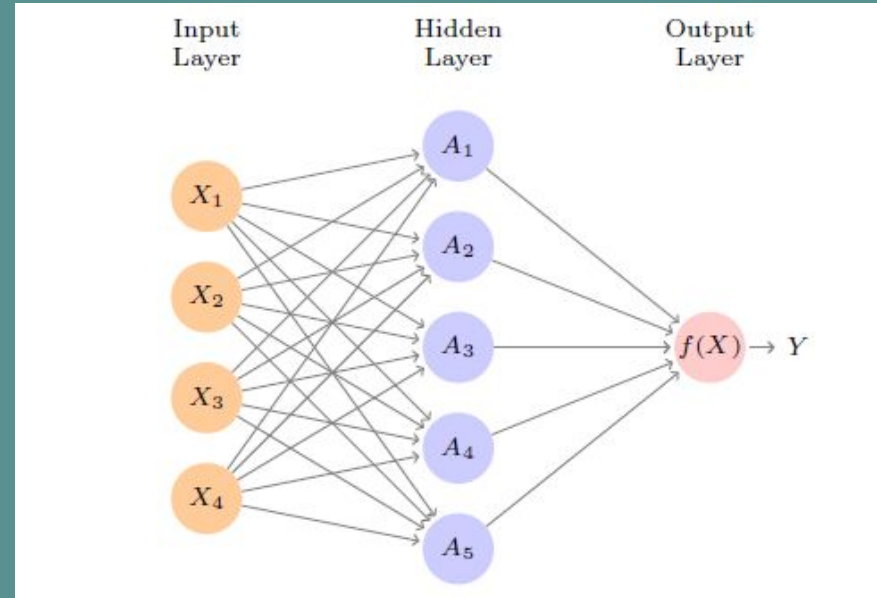 Input
Layer
Hidden
Layer
Output
Layer
A₁
X₁
A₂
X₂
A₃
f(X) → Y
X₃
A₄
X₄
A₅